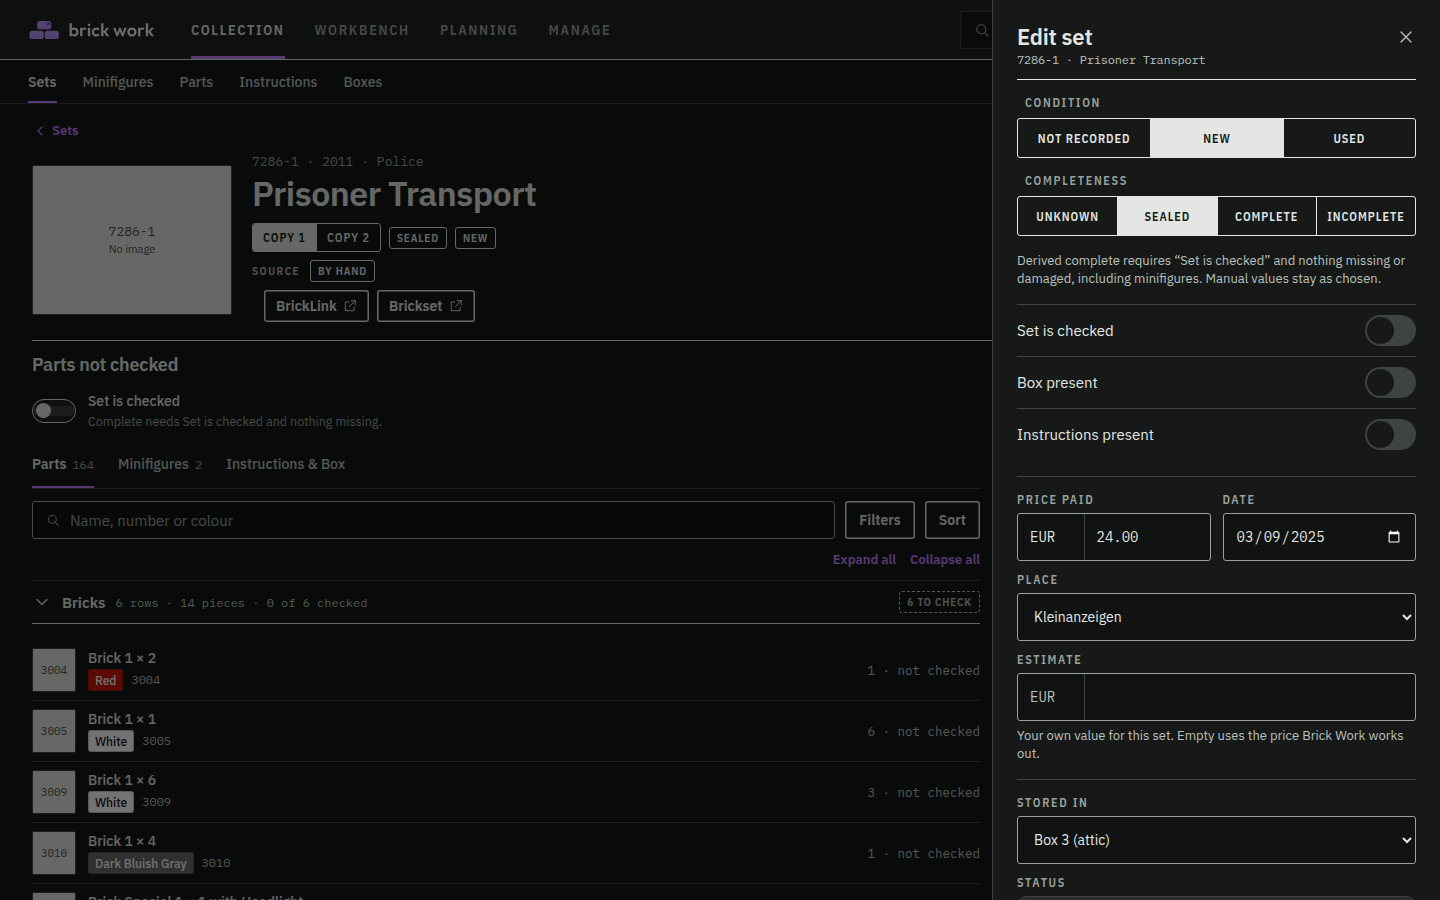 brick work
COLLECTION
WORKBENCH
PLANNING
MANAGE
Sets
Minifigures
Parts
Instructions
Boxes
Sets
7286-1
No image
7286-1 · 2011 · Police
Prisoner Transport
COPY 1
COPY 2
SEALED
NEW
SOURCE
BY HAND
BrickLink
Brickset
Parts not checked
Set is checked
Complete needs Set is checked and nothing missing.
Parts 164
Minifigures 2
Instructions & Box
Name, number or colour
Filters
Sort
Expand all
Collapse all
Bricks 6 rows · 14 pieces · 0 of 6 checked
6 TO CHECK
3004
Brick 1 × 2
Red 3004
1 · not checked
3005
Brick 1 × 1
White 3005
6 · not checked
3009
Brick 1 × 6
White 3009
3 · not checked
3010
Brick 1 × 4
Dark Bluish Gray 3010
1 · not checked
Brick Special 1 × 1 with Headlight
Edit set
7286-1 · Prisoner Transport
CONDITION
NOT RECORDED
NEW
USED
COMPLETENESS
UNKNOWN
SEALED
COMPLETE
INCOMPLETE
Derived complete requires “Set is checked” and nothing missing or
damaged, including minifigures. Manual values stay as chosen.
Set is checked
Box present
Instructions present
PRICE PAID
DATE
EUR
24.00
03/09/2025
PLACE
Kleinanzeigen
ESTIMATE
EUR
Your own value for this set. Empty uses the price Brick Work works
out.
STORED IN
Box 3 (attic)
STATUS